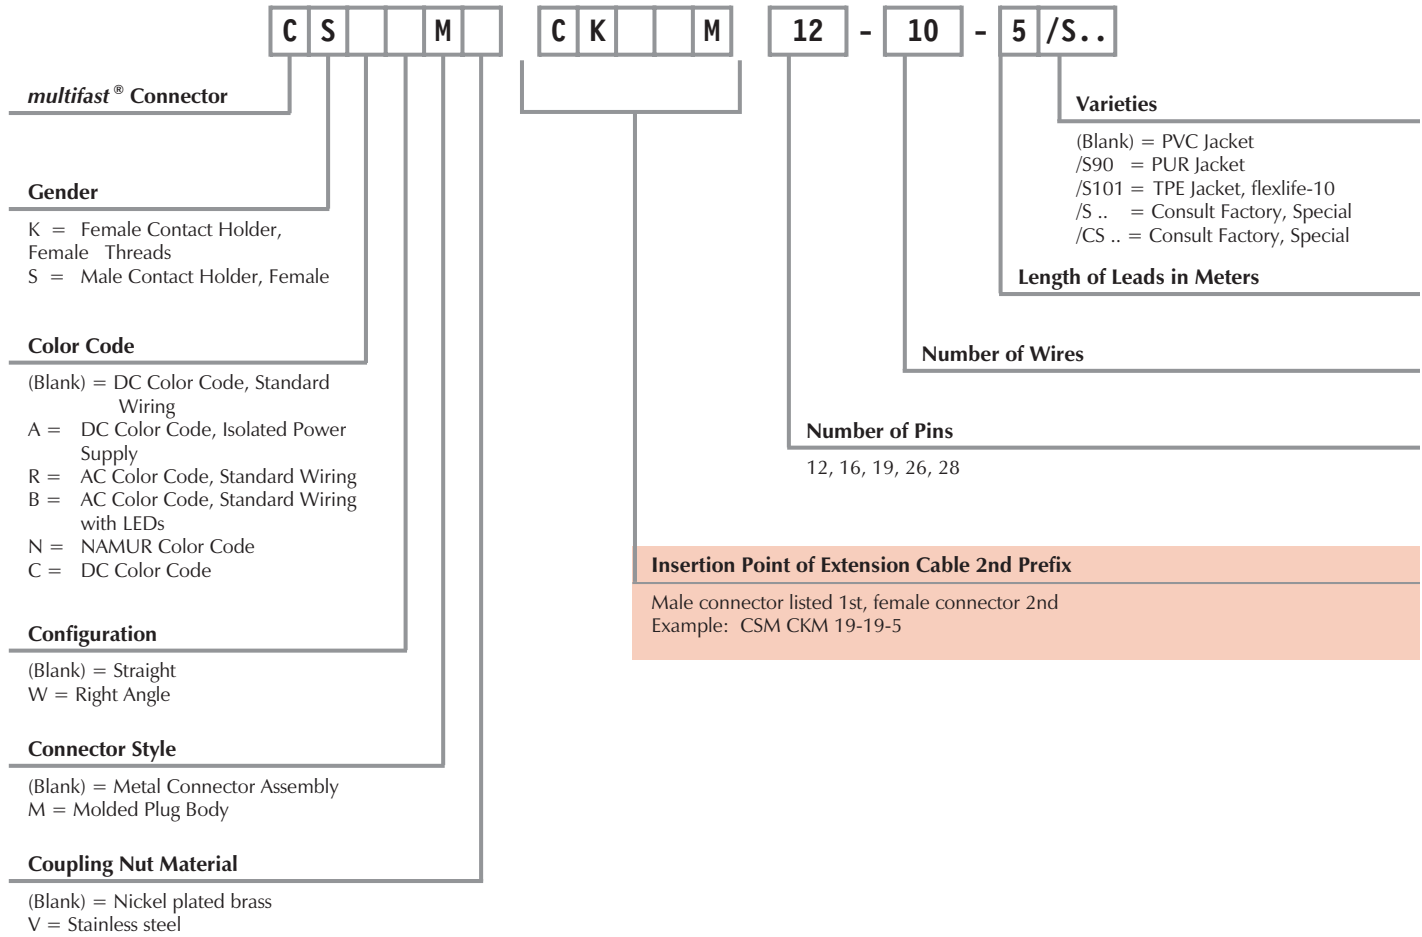 C S M C K M 12 - 10 - 5 /S..
multifast ® Connector
Gender
K = Female Contact Holder,
Female Threads
S = Male Contact Holder, Female
Color Code
(Blank) = DC Color Code, Standard
Wiring
A = DC Color Code, Isolated Power
Supply
R = AC Color Code, Standard Wiring
B = AC Color Code, Standard Wiring
with LEDs
N = NAMUR Color Code
C = DC Color Code
Configuration
(Blank) = Straight
W = Right Angle
Connector Style
(Blank) = Metal Connector Assembly
M = Molded Plug Body
Coupling Nut Material
(Blank) = Nickel plated brass
V = Stainless steel
Varieties
(Blank) = PVC Jacket
/S90 = PUR Jacket
/S101 = TPE Jacket, flexlife-10
/S .. = Consult Factory, Special
/CS .. = Consult Factory, Special
Length of Leads in Meters
Number of Wires
Number of Pins
12, 16, 19, 26, 28
Insertion Point of Extension Cable 2nd Prefix
Male connector listed 1st, female connector 2nd
Example: CSM CKM 19-19-5